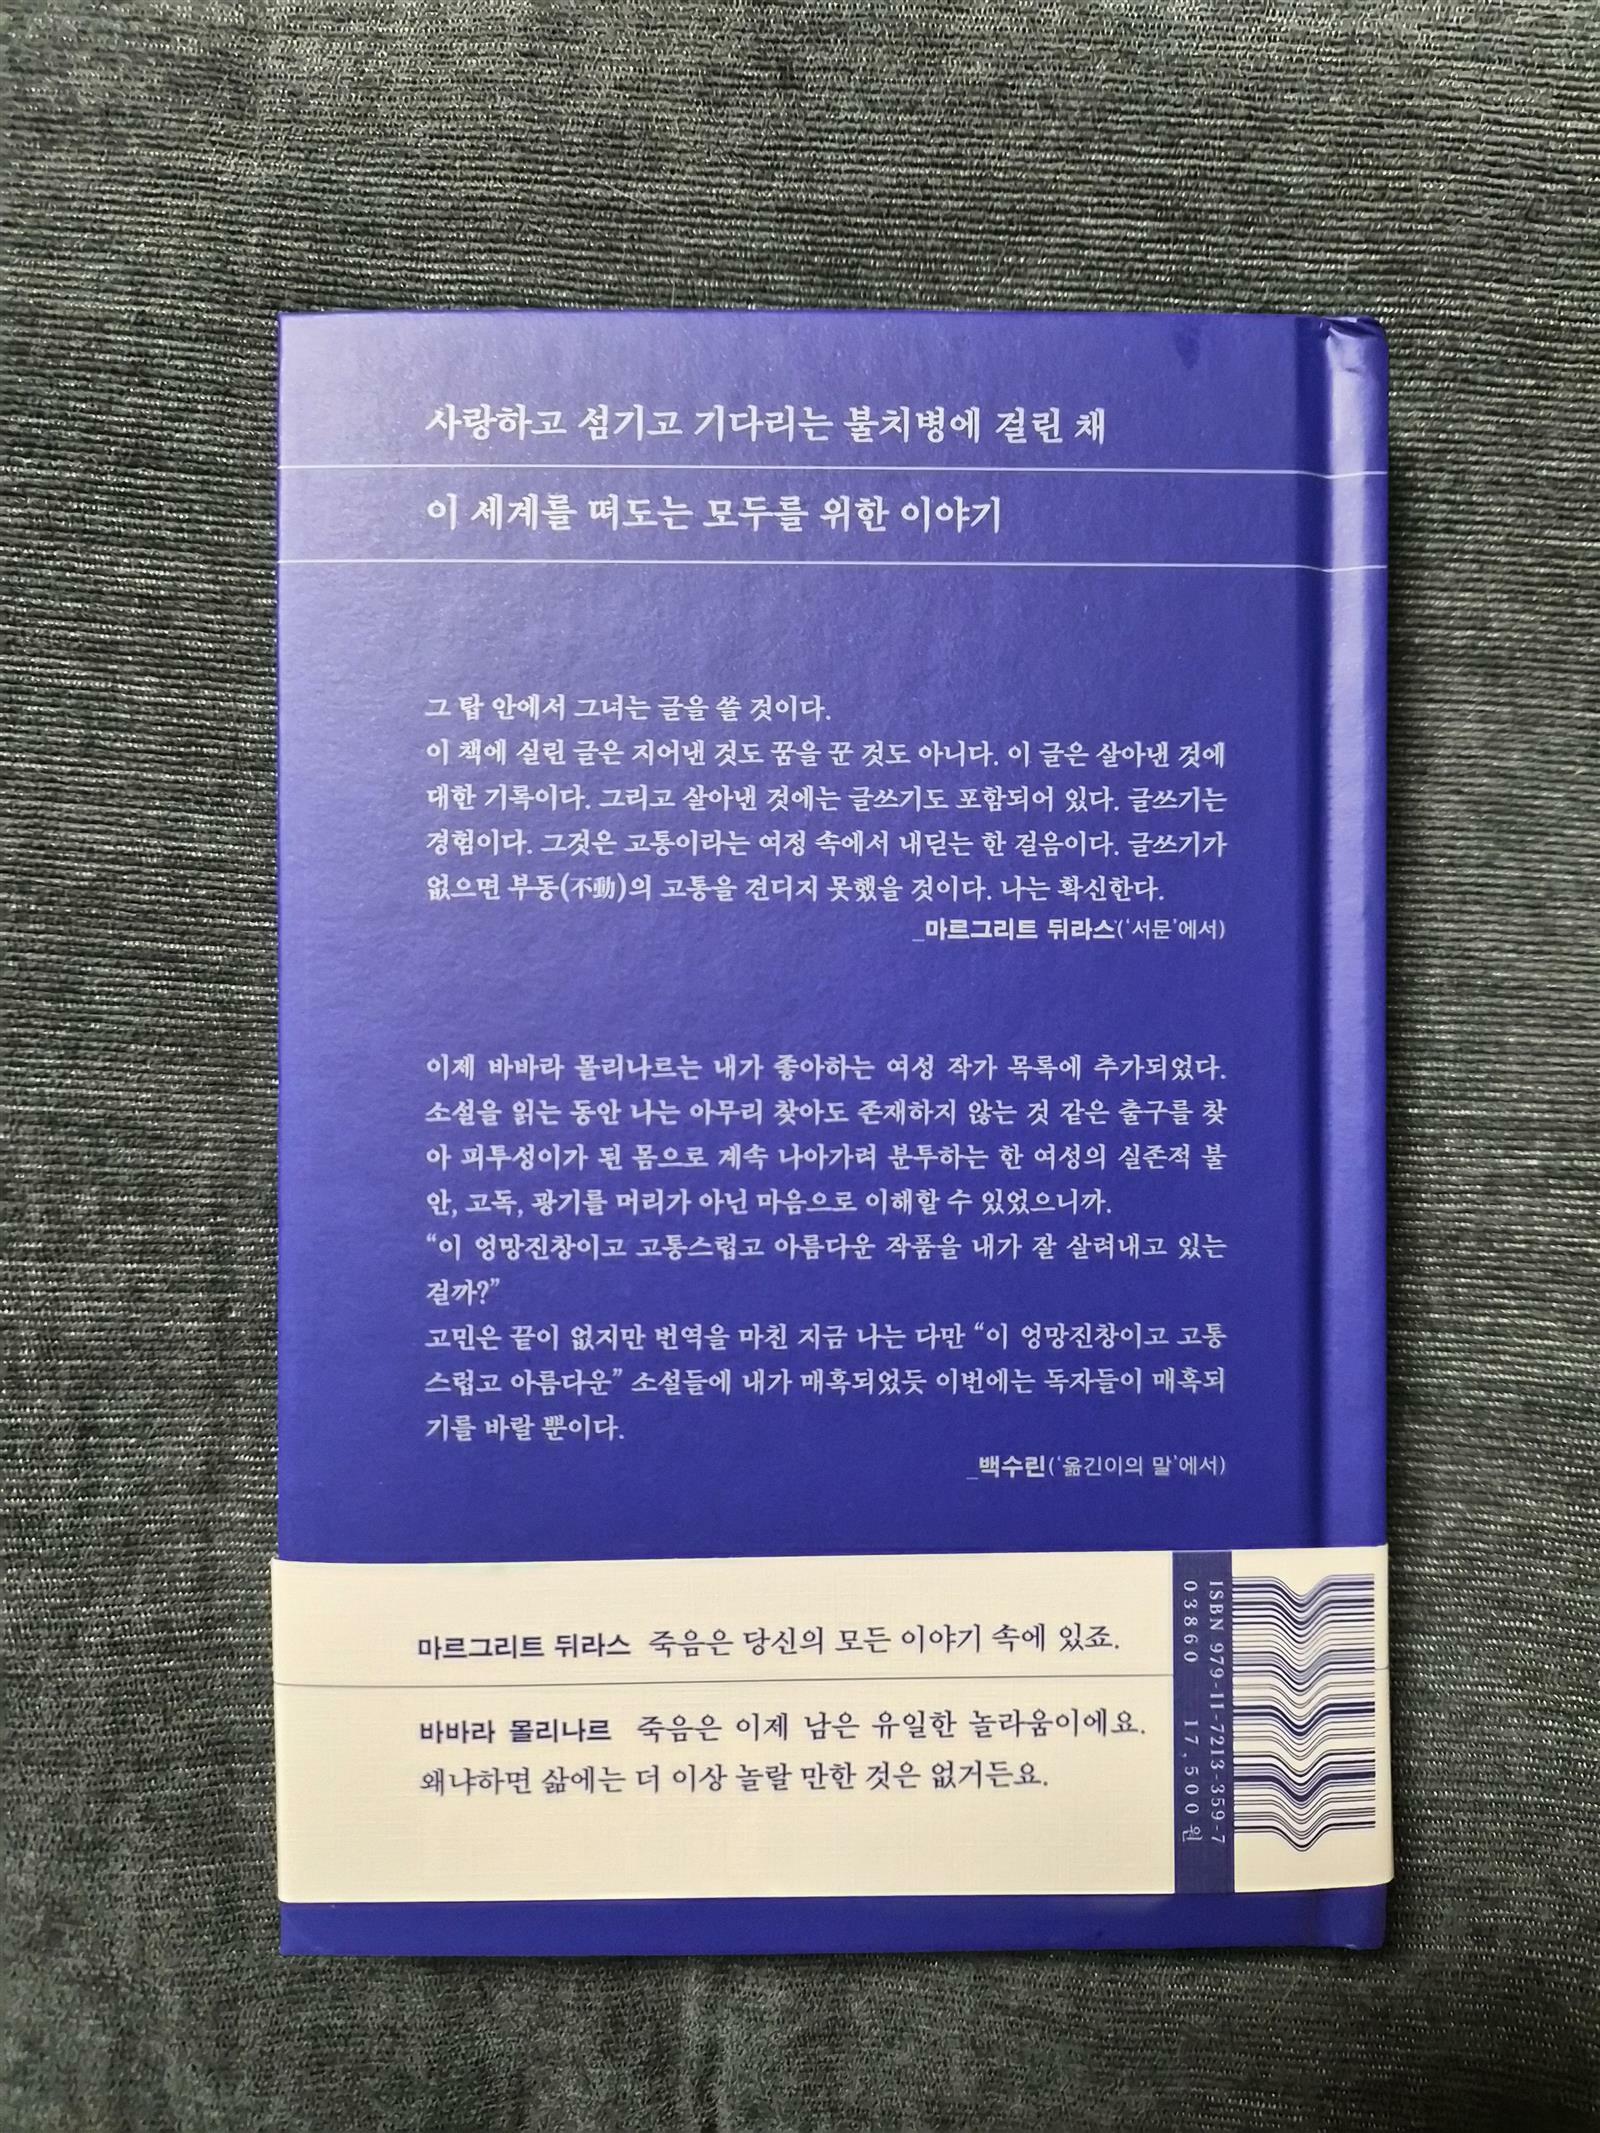 사랑하고 섬기고 기다리는 불치병에 걸린 채
이 세계를 떠도는 모두를 위한 이야기
그 탑 안에서 그녀는 글을 쓸 것이다.
이 책에 실린 글은 지어낸 것도 꿈을 꾼 것도 아니다. 이 글은 살아낸 것에
대한 기록이다. 그리고 살아낸 것에는 글쓰기도 포함되어 있다. 글쓰기는
경험이다. 그것은 고통이라는 여정 속에서 내딛는 한 걸음이다. 글쓰기가
없으면 부동(不動)의 고통을 견디지 못했을 것이다. 나는 확신한다.
_마르그리트 뒤라스('서문'에서)
이제 바바라 몰리나르는 내가 좋아하는 여성 작가 목록에 추가되었다.
소설을 읽는 동안 나는 아무리 찾아도 존재하지 않는 것 같은 출구를 찾
아 피투성이가 된 몸으로 계속 나아가려 분투하는 한 여성의 실존적 불
안, 고독, 광기를 머리가 아닌 마음으로 이해할 수 있었으니까.
“이 엉망진창이고 고통스럽고 아름다운 작품을 내가 잘 살려내고 있는
걸까?”
고민은 끝이 없지만 번역을 마친 지금 나는 다만 “이 엉망진창이고 고통
스럽고 아름다운” 소설들에 내가 매혹되었듯 이번에는 독자들이 매혹되
기를 바랄 뿐이다.
_백수린('옮긴이의 말'에서)
마르그리트 뒤라스 죽음은 당신의 모든 이야기 속에 있죠.
바바라 몰리나르 죽음은 이제 남은 유일한 놀라움이에요.
왜냐하면 삶에는 더 이상 놀랄 만한 것은 없거든요.
ISBN 979-11-7213-359-7
03860 17,500원